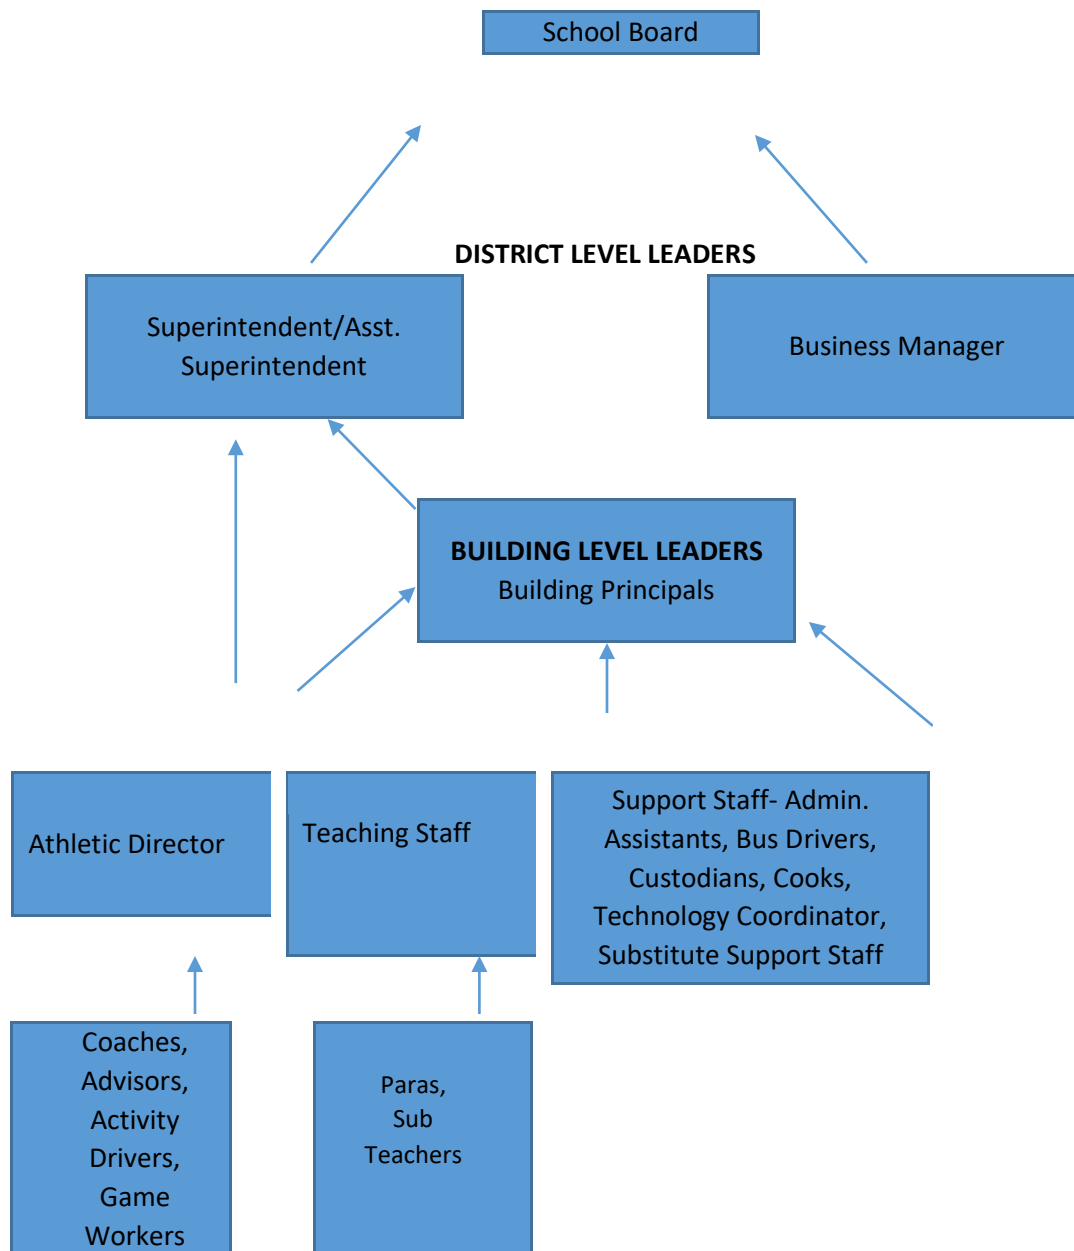 School Board
DISTRICT LEVEL LEADERS
Superintendent/Asst.
Superintendent
Business Manager
BUILDING LEVEL LEADERS
Building Principals
Athletic Director
Teaching Staff
Support Staff- Admin.
Assistants, Bus Drivers,
Custodians, Cooks,
Technology Coordinator,
Substitute Support Staff
Coaches,
Advisors,
Activity
Drivers,
Game
Workers
Paras,
Sub
Teachers